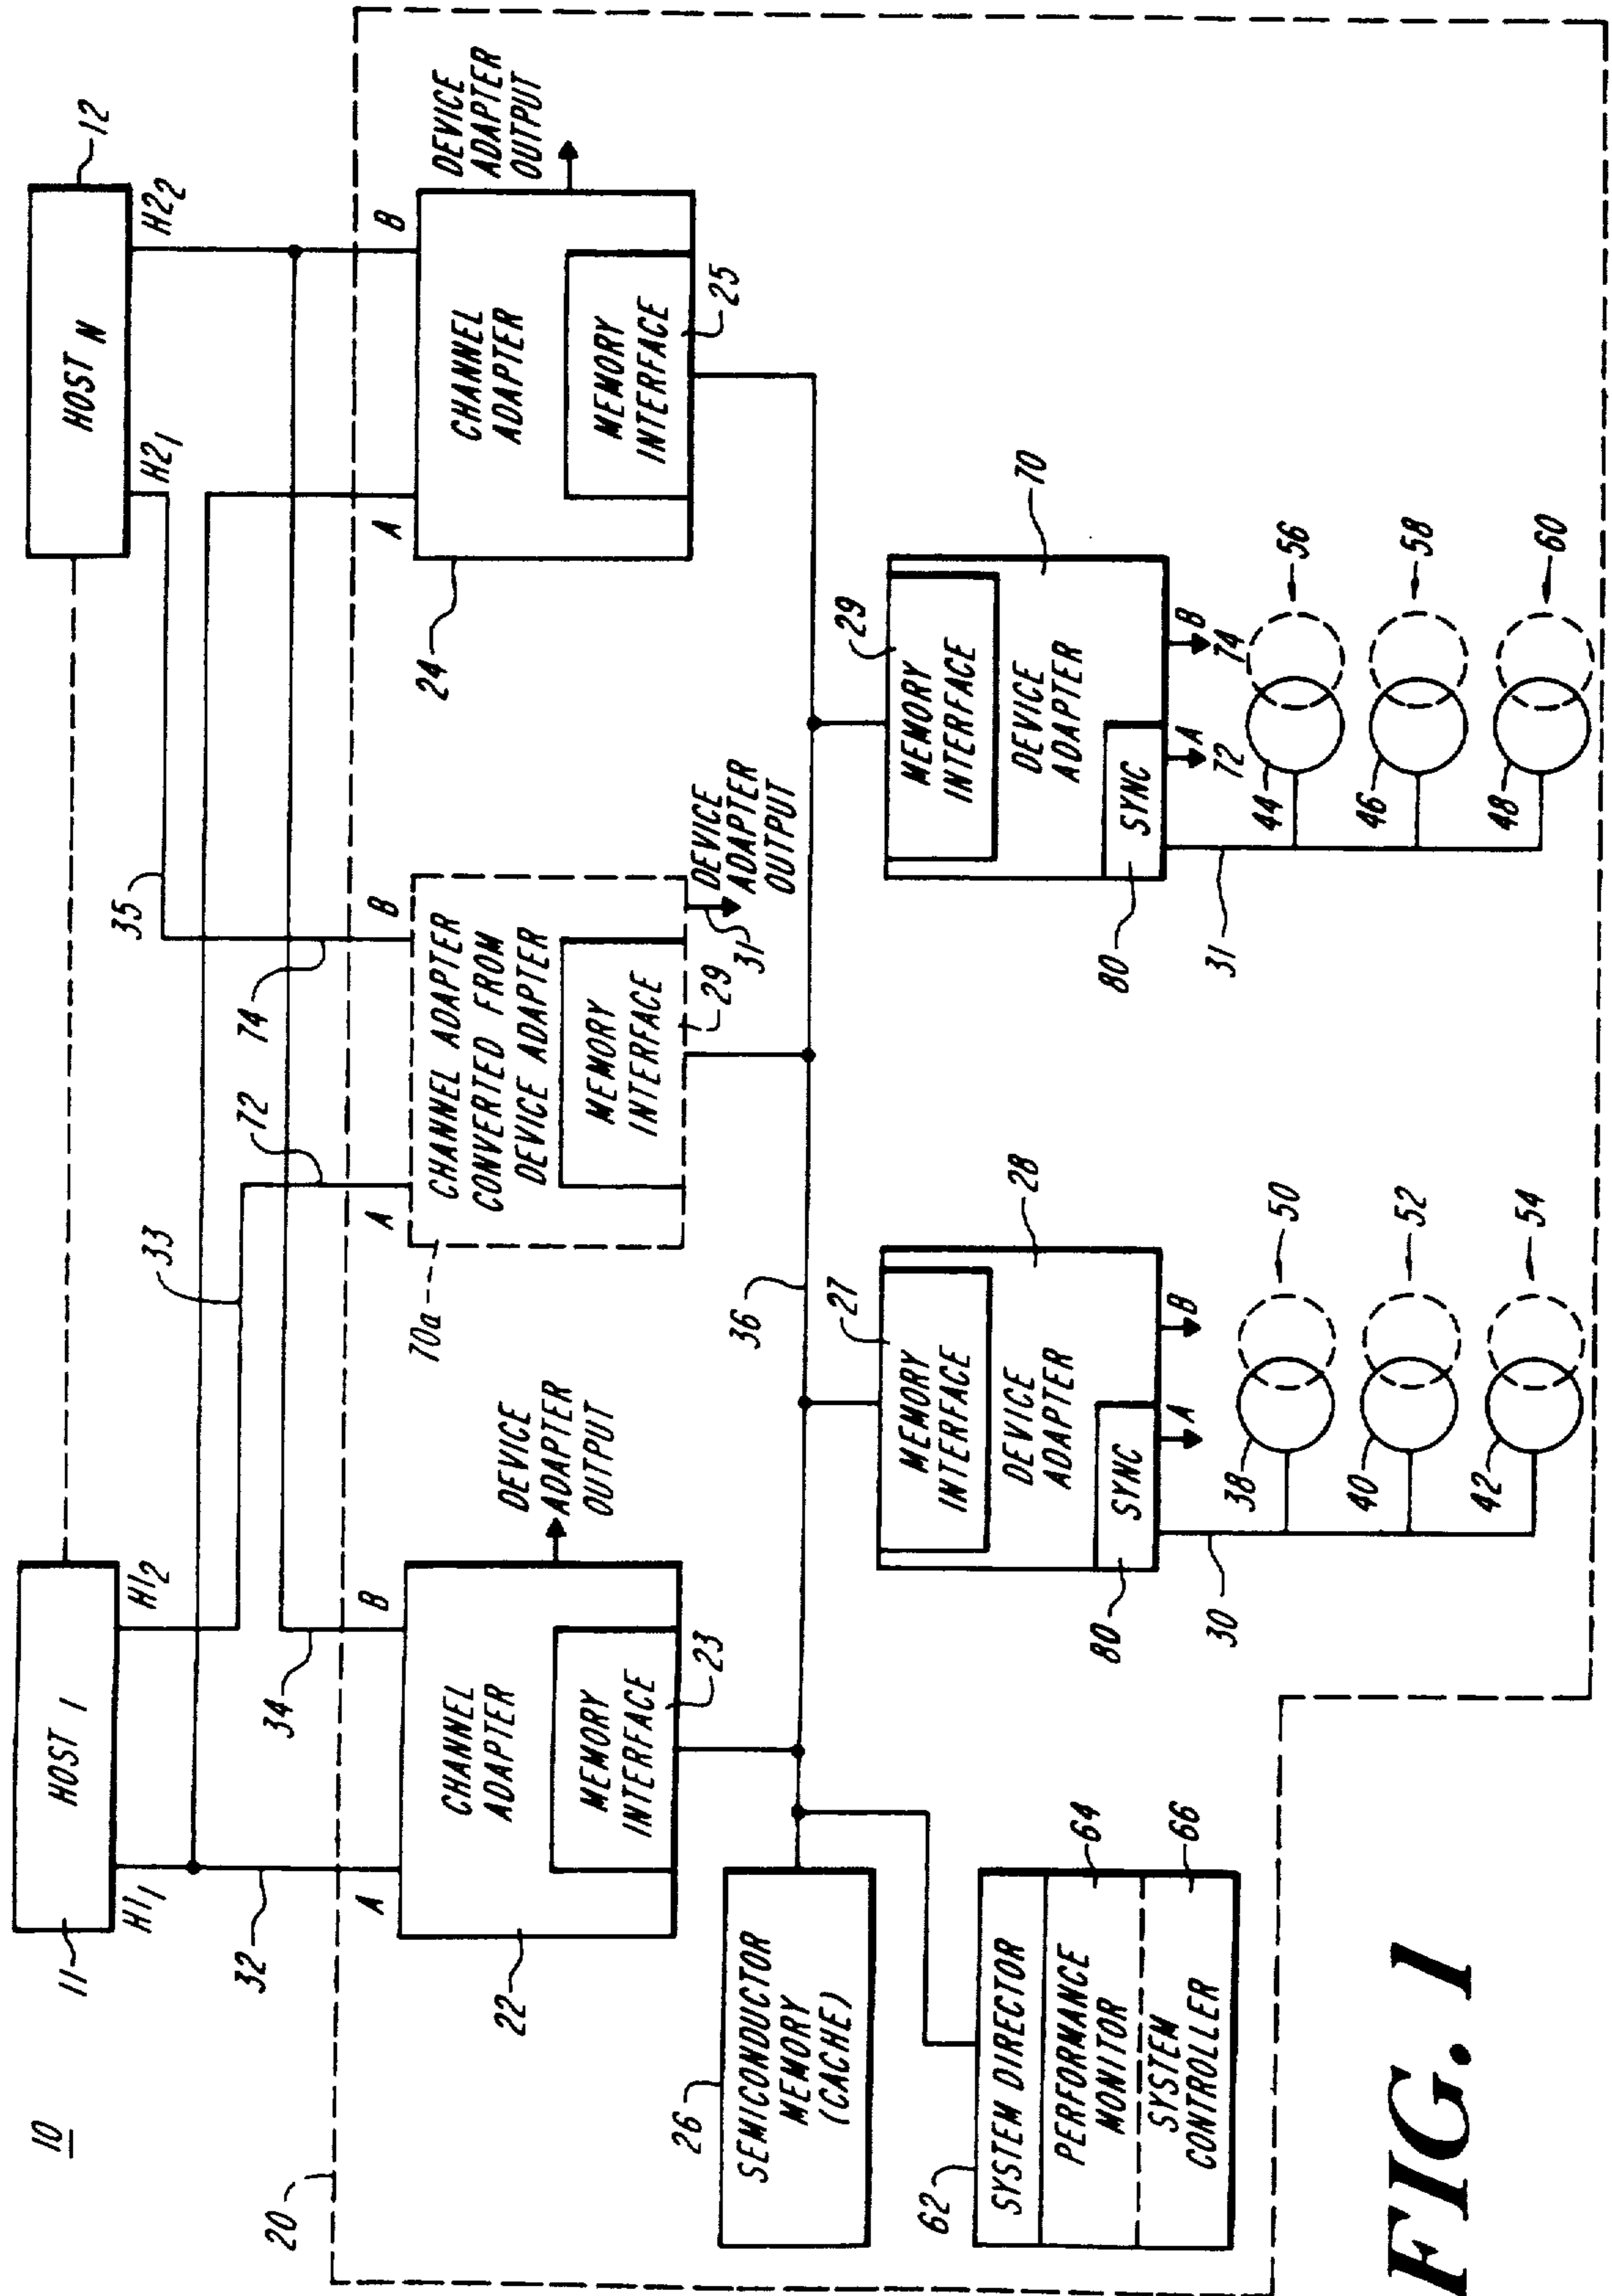 10
HOST 1
11
H1₁
H1₂
HOST N
12
H2₁
H2₂
32
34
33
35
72
74
20
A
B
A
B
A
B
CHANNEL
ADAPTER
MEMORY
INTERFACE
22
23
DEVICE
ADAPTER
OUTPUT
CHANNEL ADAPTER
CONVERTED FROM
DEVICE ADAPTER
MEMORY
INTERFACE
70a
29
31
DEVICE
ADAPTER
OUTPUT
CHANNEL
ADAPTER
MEMORY
INTERFACE
24
25
DEVICE
ADAPTER
OUTPUT
26
SEMICONDUCTOR
MEMORY
(CACHE)
36
62
SYSTEM DIRECTOR
PERFORMANCE
MONITOR
SYSTEM
CONTROLLER
64
66
27
MEMORY
INTERFACE
DEVICE
ADAPTER
SYNC
28
80
A
B
30
38
50
40
52
42
54
29
MEMORY
INTERFACE
DEVICE
ADAPTER
SYNC
70
80
A
B
72
74
31
44
56
46
58
48
60
FIG. 1